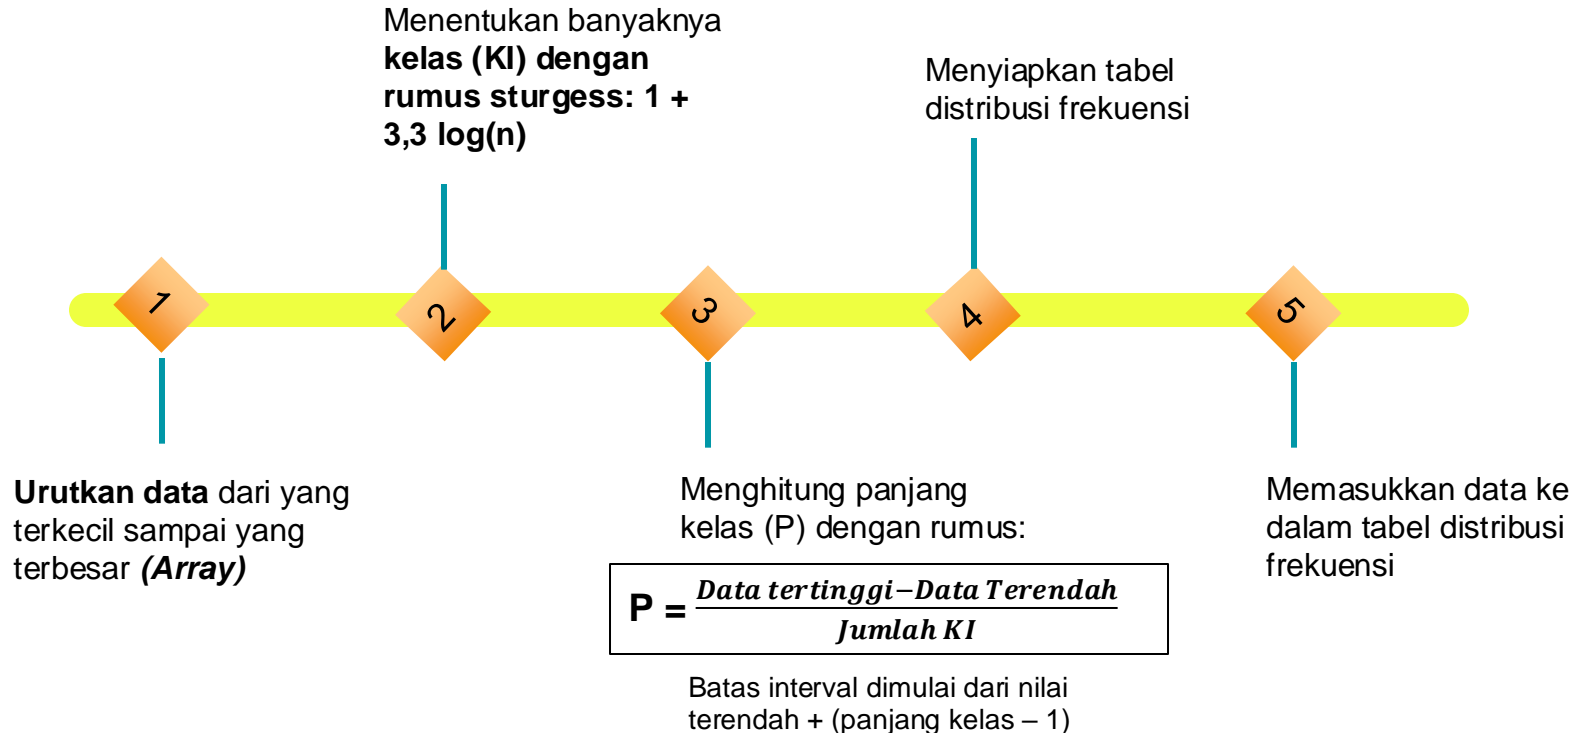 Menentukan banyaknya
kelas (KI) dengan
rumus sturgess: 1 +
3,3 log(n)
Menyiapkan tabel
distribusi frekuensi
1
2
3
4
5
Urutkan data dari yang
terkecil sampai yang
terbesar (Array)
Menghitung panjang
kelas (P) dengan rumus:
P = Data tertinggi−Data Terendah
Jumlah KI
Batas interval dimulai dari nilai
terendah + (panjang kelas – 1)
Memasukkan data ke
dalam tabel distribusi
frekuensi